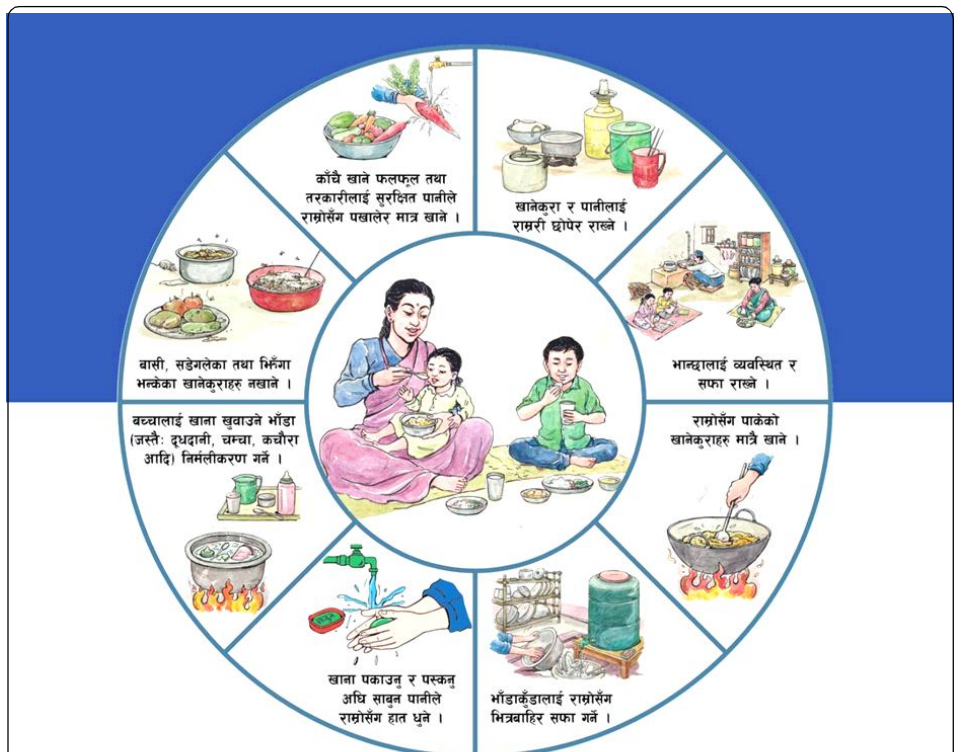 काँचै खाने फलफूल तथा
तरकारीलाई सुरक्षित पानीले
राम्रोसँग पखालेर मात्र खाने ।
खानेकुरा र पानीलाई
राम्ररी छोपेर राख्ने ।
भान्छालाई व्यवस्थित र
सफा राख्ने ।
राम्रोसँग पाकेको
खानेकुराहरु मात्रै खाने ।
भाँडाकुँडालाई राम्रोसँग
भित्रबाहिर सफा गर्ने ।
खाना पकाउनु र पस्कनु
अघि साबुन पानीले
राम्रोसँग हात धुने ।
बच्चालाई खाना खुवाउने भाँडा
(जस्तैः दूधदानी, चम्चा, कचौरा
आदि) निर्मलीकरण गर्ने ।
बासी, सडेगलेका तथा झिँगा
भन्केका खानेकुराहरु नखाने ।